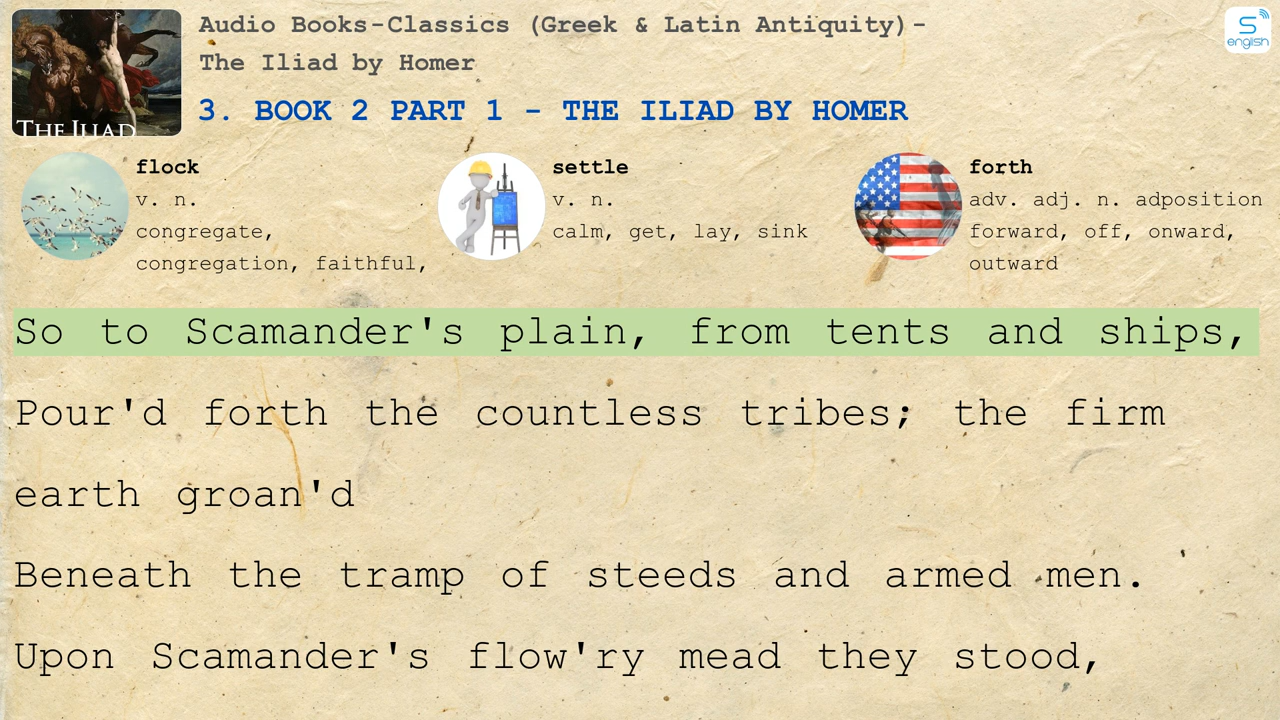 Audio Books-Classics (Greek & Latin Antiquity)-
The Iliad by Homer
3. BOOK 2 PART 1 - THE ILIAD BY HOMER
THE ILIAD
S
english
flock
v. n.
congregate,
congregation, faithful,
settle
v. n.
calm, get, lay, sink
forth
adv. adj. n. adposition
forward, off, onward,
outward
So to Scamander's plain, from tents and ships,
Pour'd forth the countless tribes; the firm
earth groan'd
Beneath the tramp of steeds and armed men.
Upon Scamander's flow'ry mead they stood,